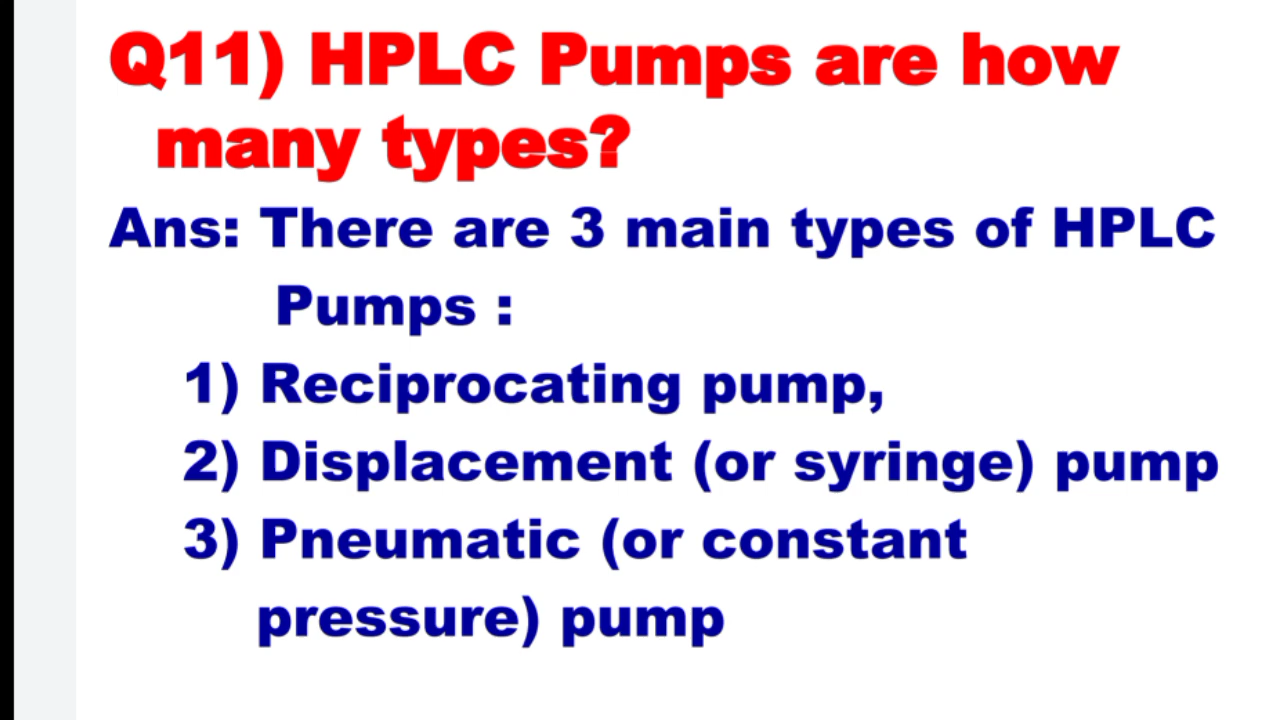 Q11) HPLC Pumps are how
many types?
Ans: There are 3 main types of HPLC
Pumps :
1) Reciprocating pump,
2) Displacement (or syringe) pump
3) Pneumatic (or constant
pressure) pump